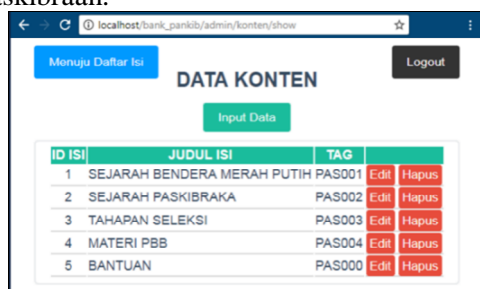 localhost/bank_pankib/admin/konten/show
Menuju Daftar Isi
Logout
DATA KONTEN
Input Data
ID ISI JUDUL ISI TAG
1 SEJARAH BENDERA MERAH PUTIH PAS001 Edit Hapus
2 SEJARAH PASKIBRAKA PAS002 Edit Hapus
3 TAHAPAN SELEKSI PAS003 Edit Hapus
4 MATERI PBB PAS004 Edit Hapus
5 BANTUAN PAS000 Edit Hapus